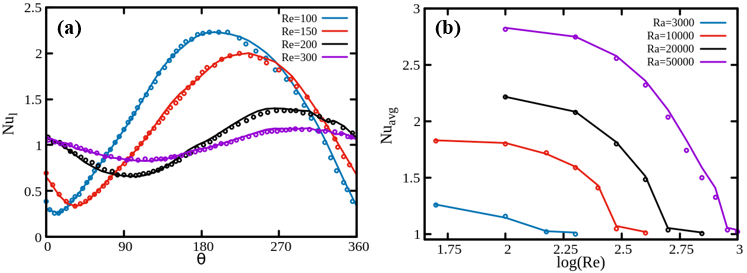 (a)
Re=100
Re=150
Re=200
Re=300
2.5
2
1.5
1
0.5
0
Nul
0 90 180 270 360
θ
(b)
Ra=3000
Ra=10000
Ra=20000
Ra=50000
3
2.5
2
1.5
1
Nuavg
1.75 2 2.25 2.5 2.75 3
log(Re)